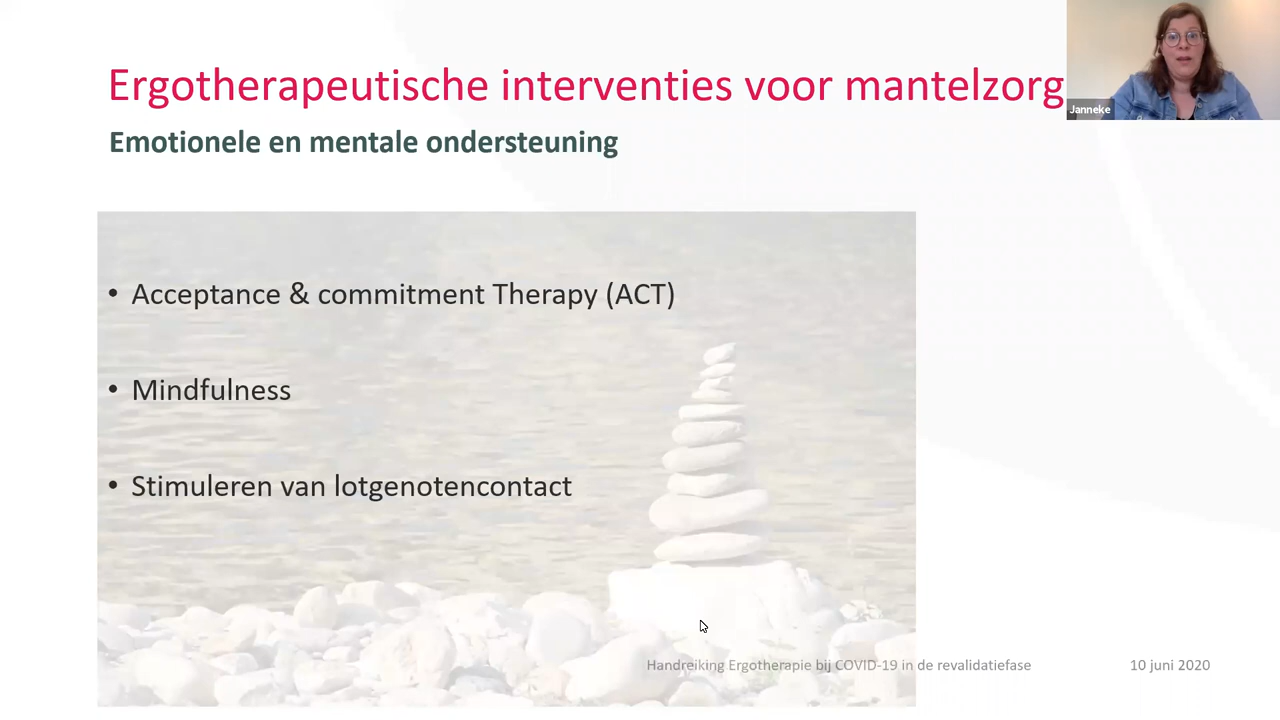 Ergotherapeutische interventies voor mantelzorg
Janneke
Emotionele en mentale ondersteuning
• Acceptance & commitment Therapy (ACT)
• Mindfulness
• Stimuleren van lotgenotencontact
Handreiking Ergotherapie bij COVID-19 in de revalidatiefase
10 juni 2020